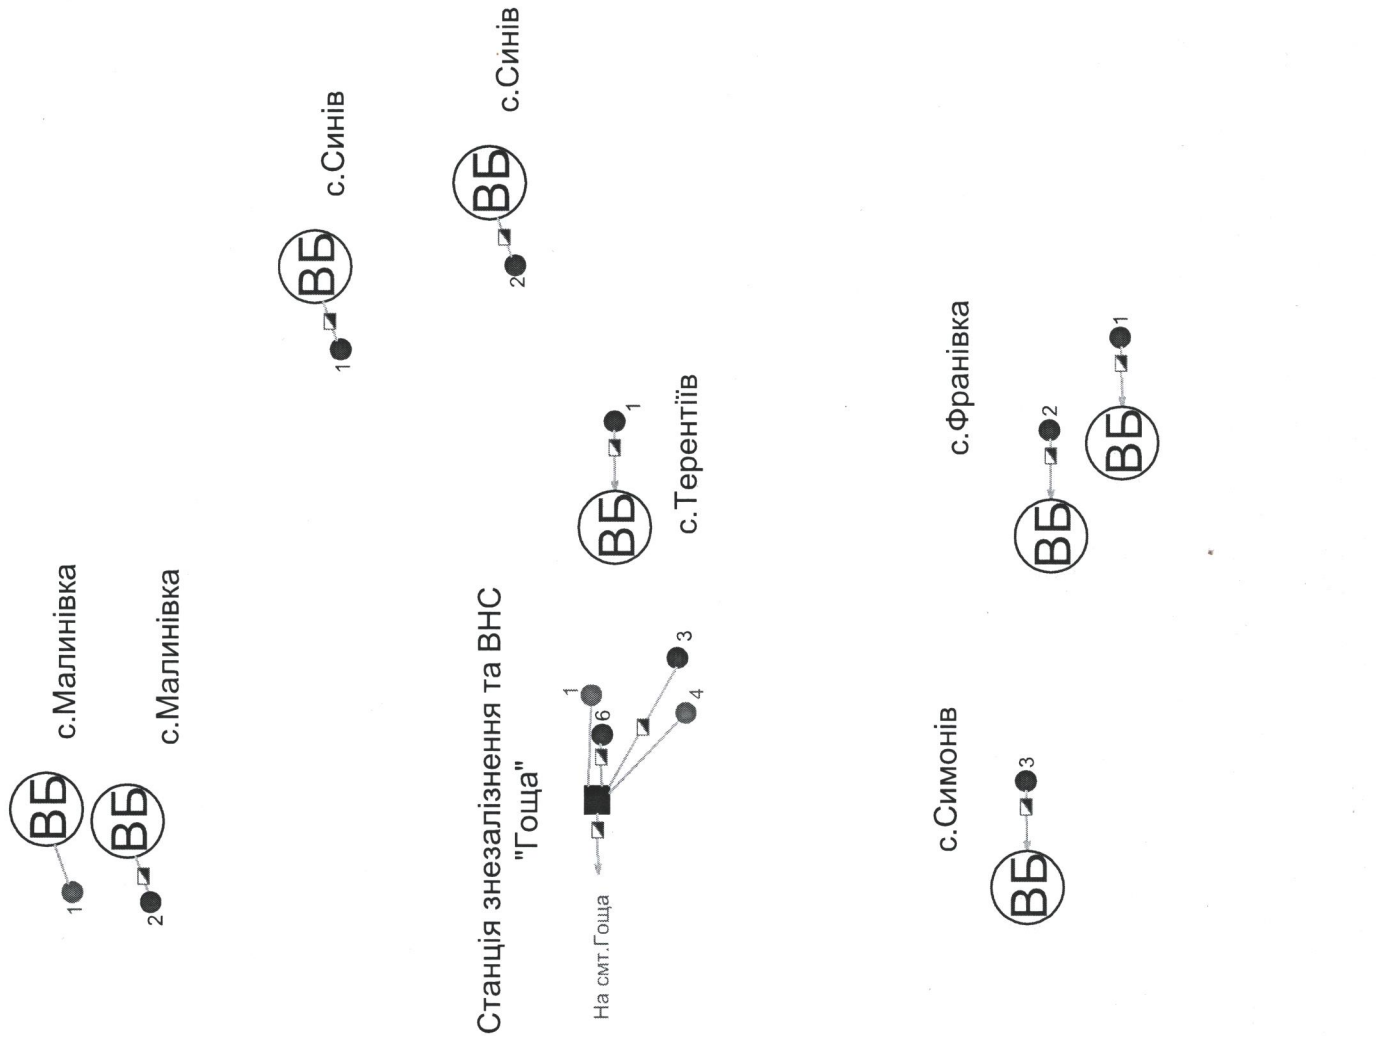 с.Малинівка
ВБ
1
с.Малинівка
ВБ
2
с.Синів
ВБ
1
с.Синів
ВБ
2
Станція знезалізнення та ВНС
"Гоща"
1
6
3
4
На смт.Гоща
ВБ
1
с.Терентіїв
с.Симонів
ВБ
3
с.Франівка
ВБ
2
ВБ
1